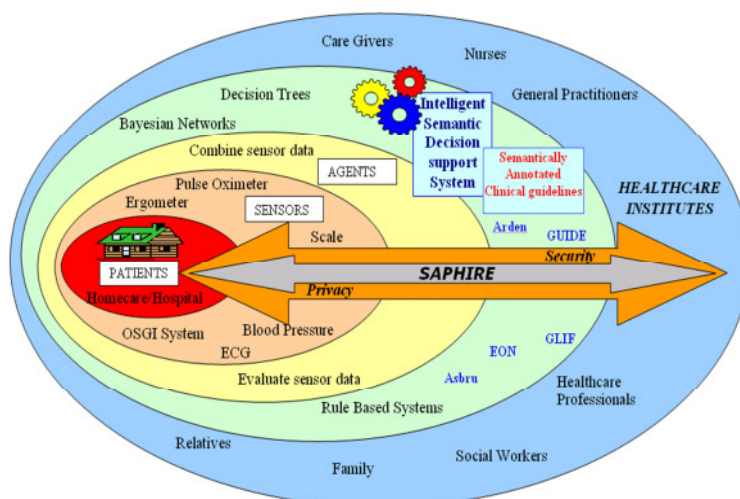 Care Givers
Nurses
Decision Trees
General Practitioners
Bayesian Networks
Intelligent
Semantic
Decision
support
System
Combine sensor data
AGENTS
Semantically
Annotated
Clinical guidelines
Pulse Oximeter
HEALTHCARE
INSTITUTES
Ergometer
SENSORS
Scale
Arden
GUIDE
Security
PATIENTS
SAPHIRE
Privacy
Homecare/Hospital
OSGI System
Blood Pressure
ECG
GLIF
EON
Asbru
Evaluate sensor data
Healthcare
Professionals
Rule Based Systems
Relatives
Family
Social Workers